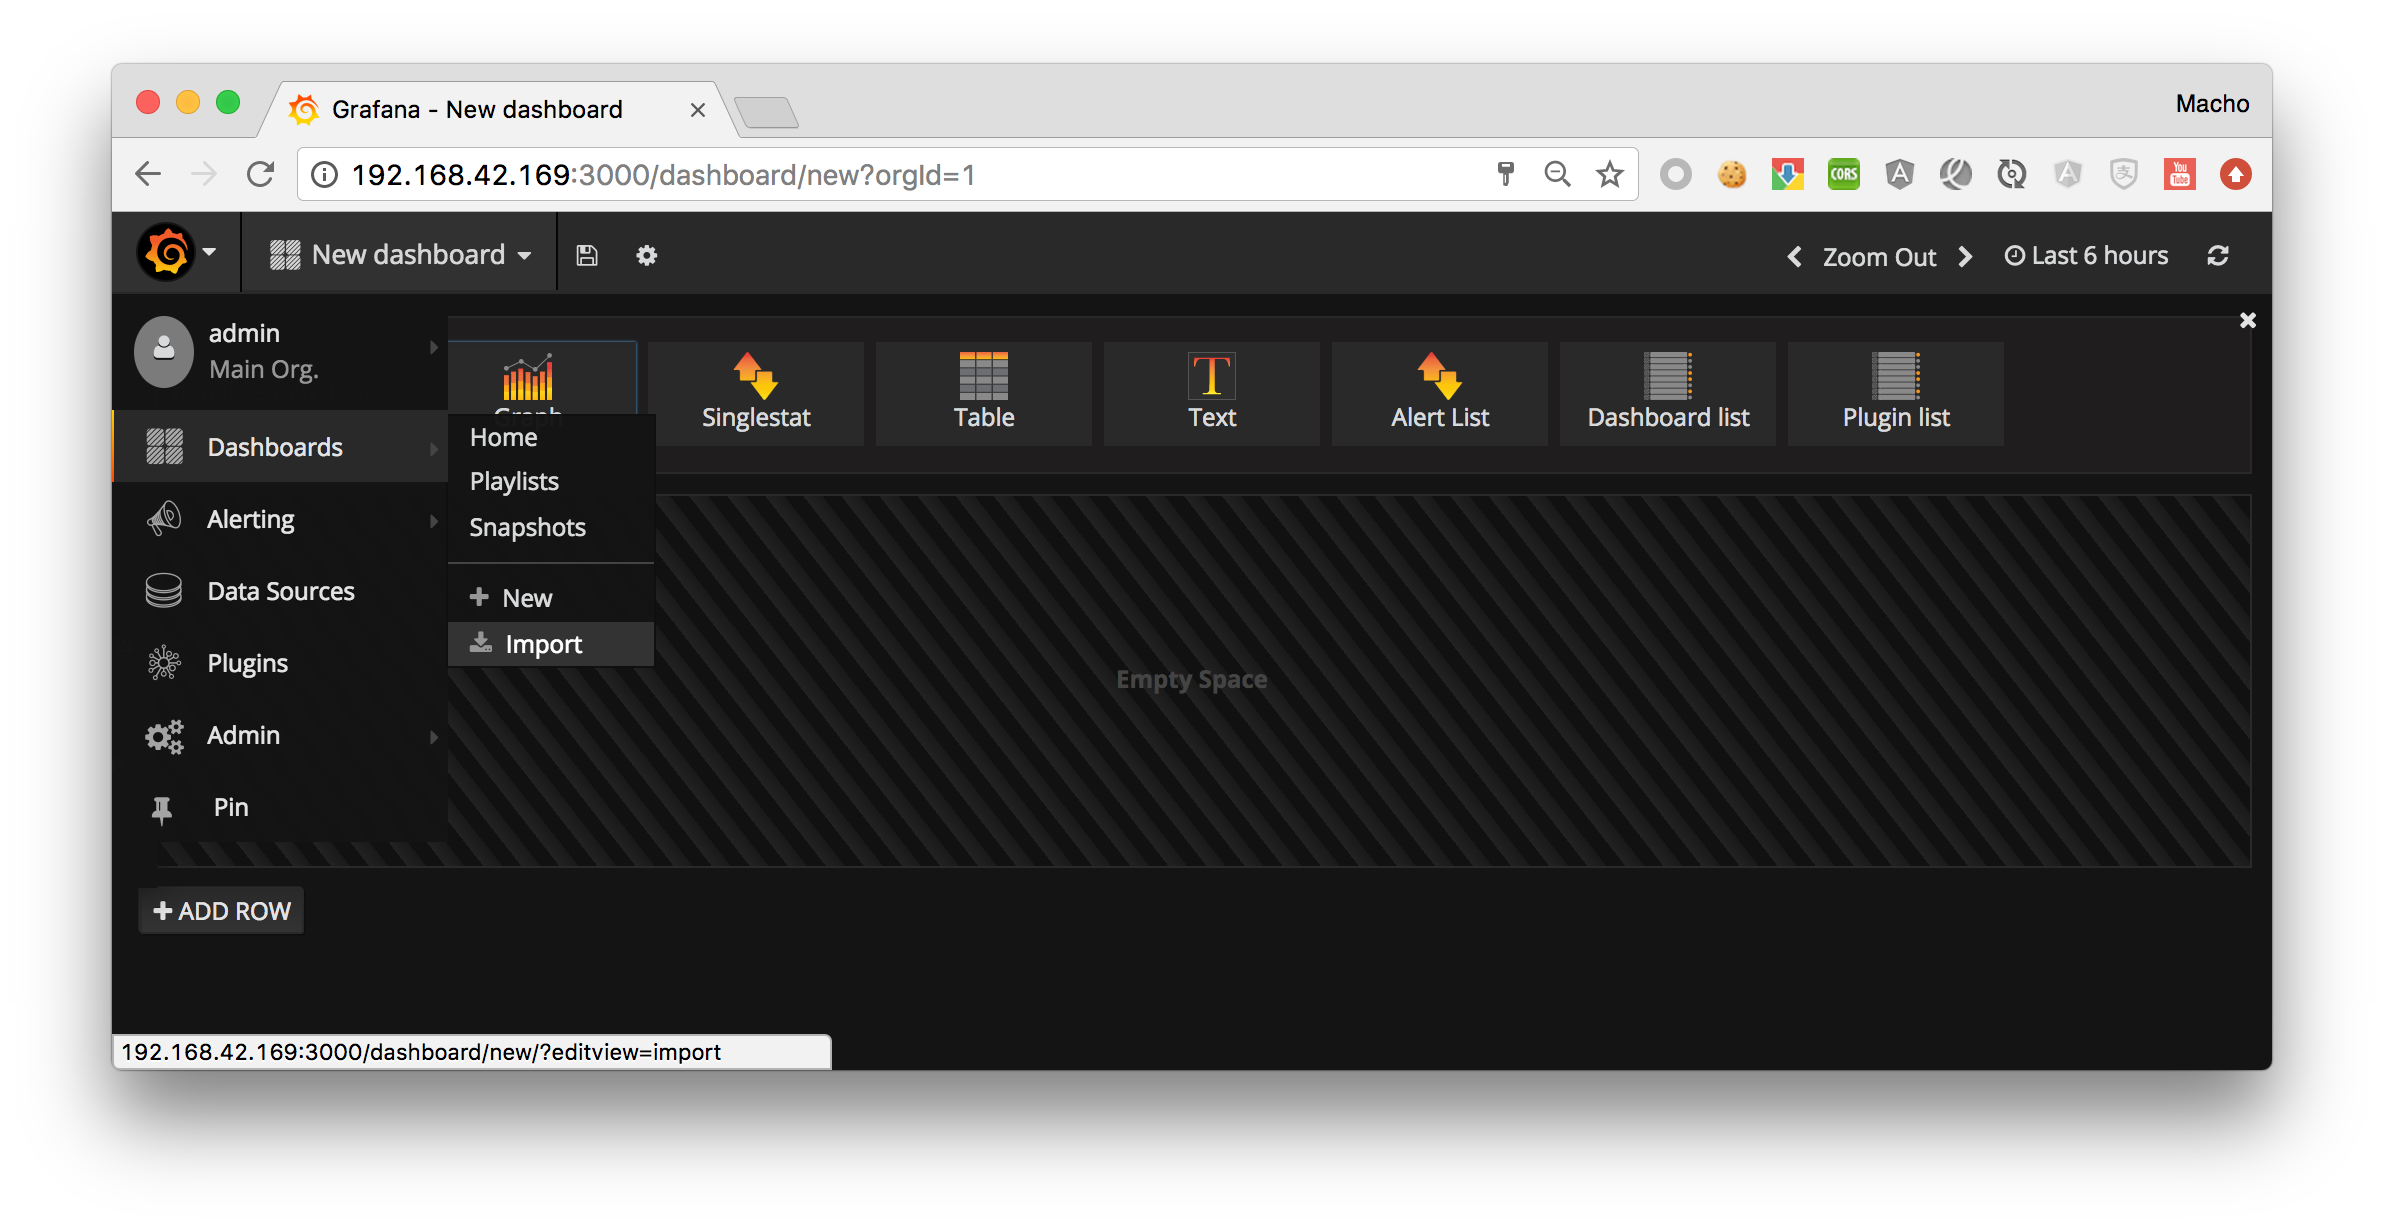 Grafana - New dashboard
Macho
192.168.42.169:3000/dashboard/new?orgId=1
CORS
You
Tube
New dashboard
Zoom Out
Last 6 hours
admin
Main Org.
Graph
Singlestat
Table
Text
Alert List
Dashboard list
Plugin list
Dashboards
Home
Playlists
Snapshots
New
Import
Alerting
Data Sources
Plugins
Admin
Pin
Empty Space
ADD ROW
192.168.42.169:3000/dashboard/new/?editview=import